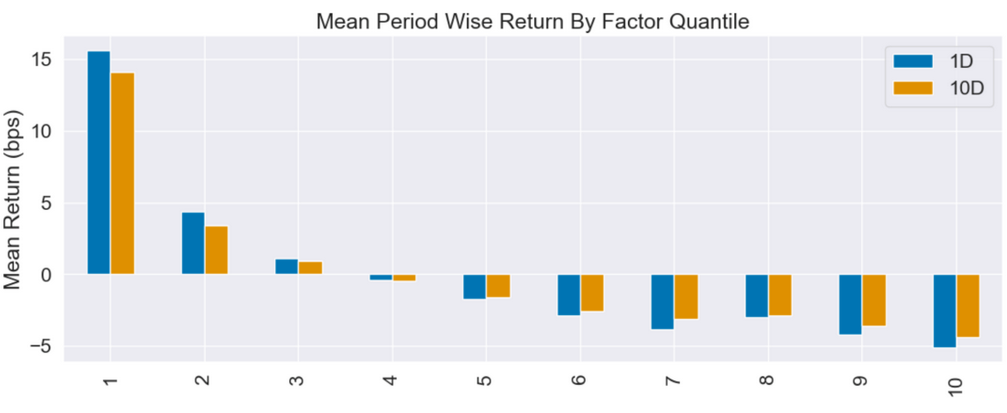 Mean Period Wise Return By Factor Quantile
Mean Return (bps)
15
10
5
0
−5
1D
10D
1 2 3 4 5 6 7 8 9 10